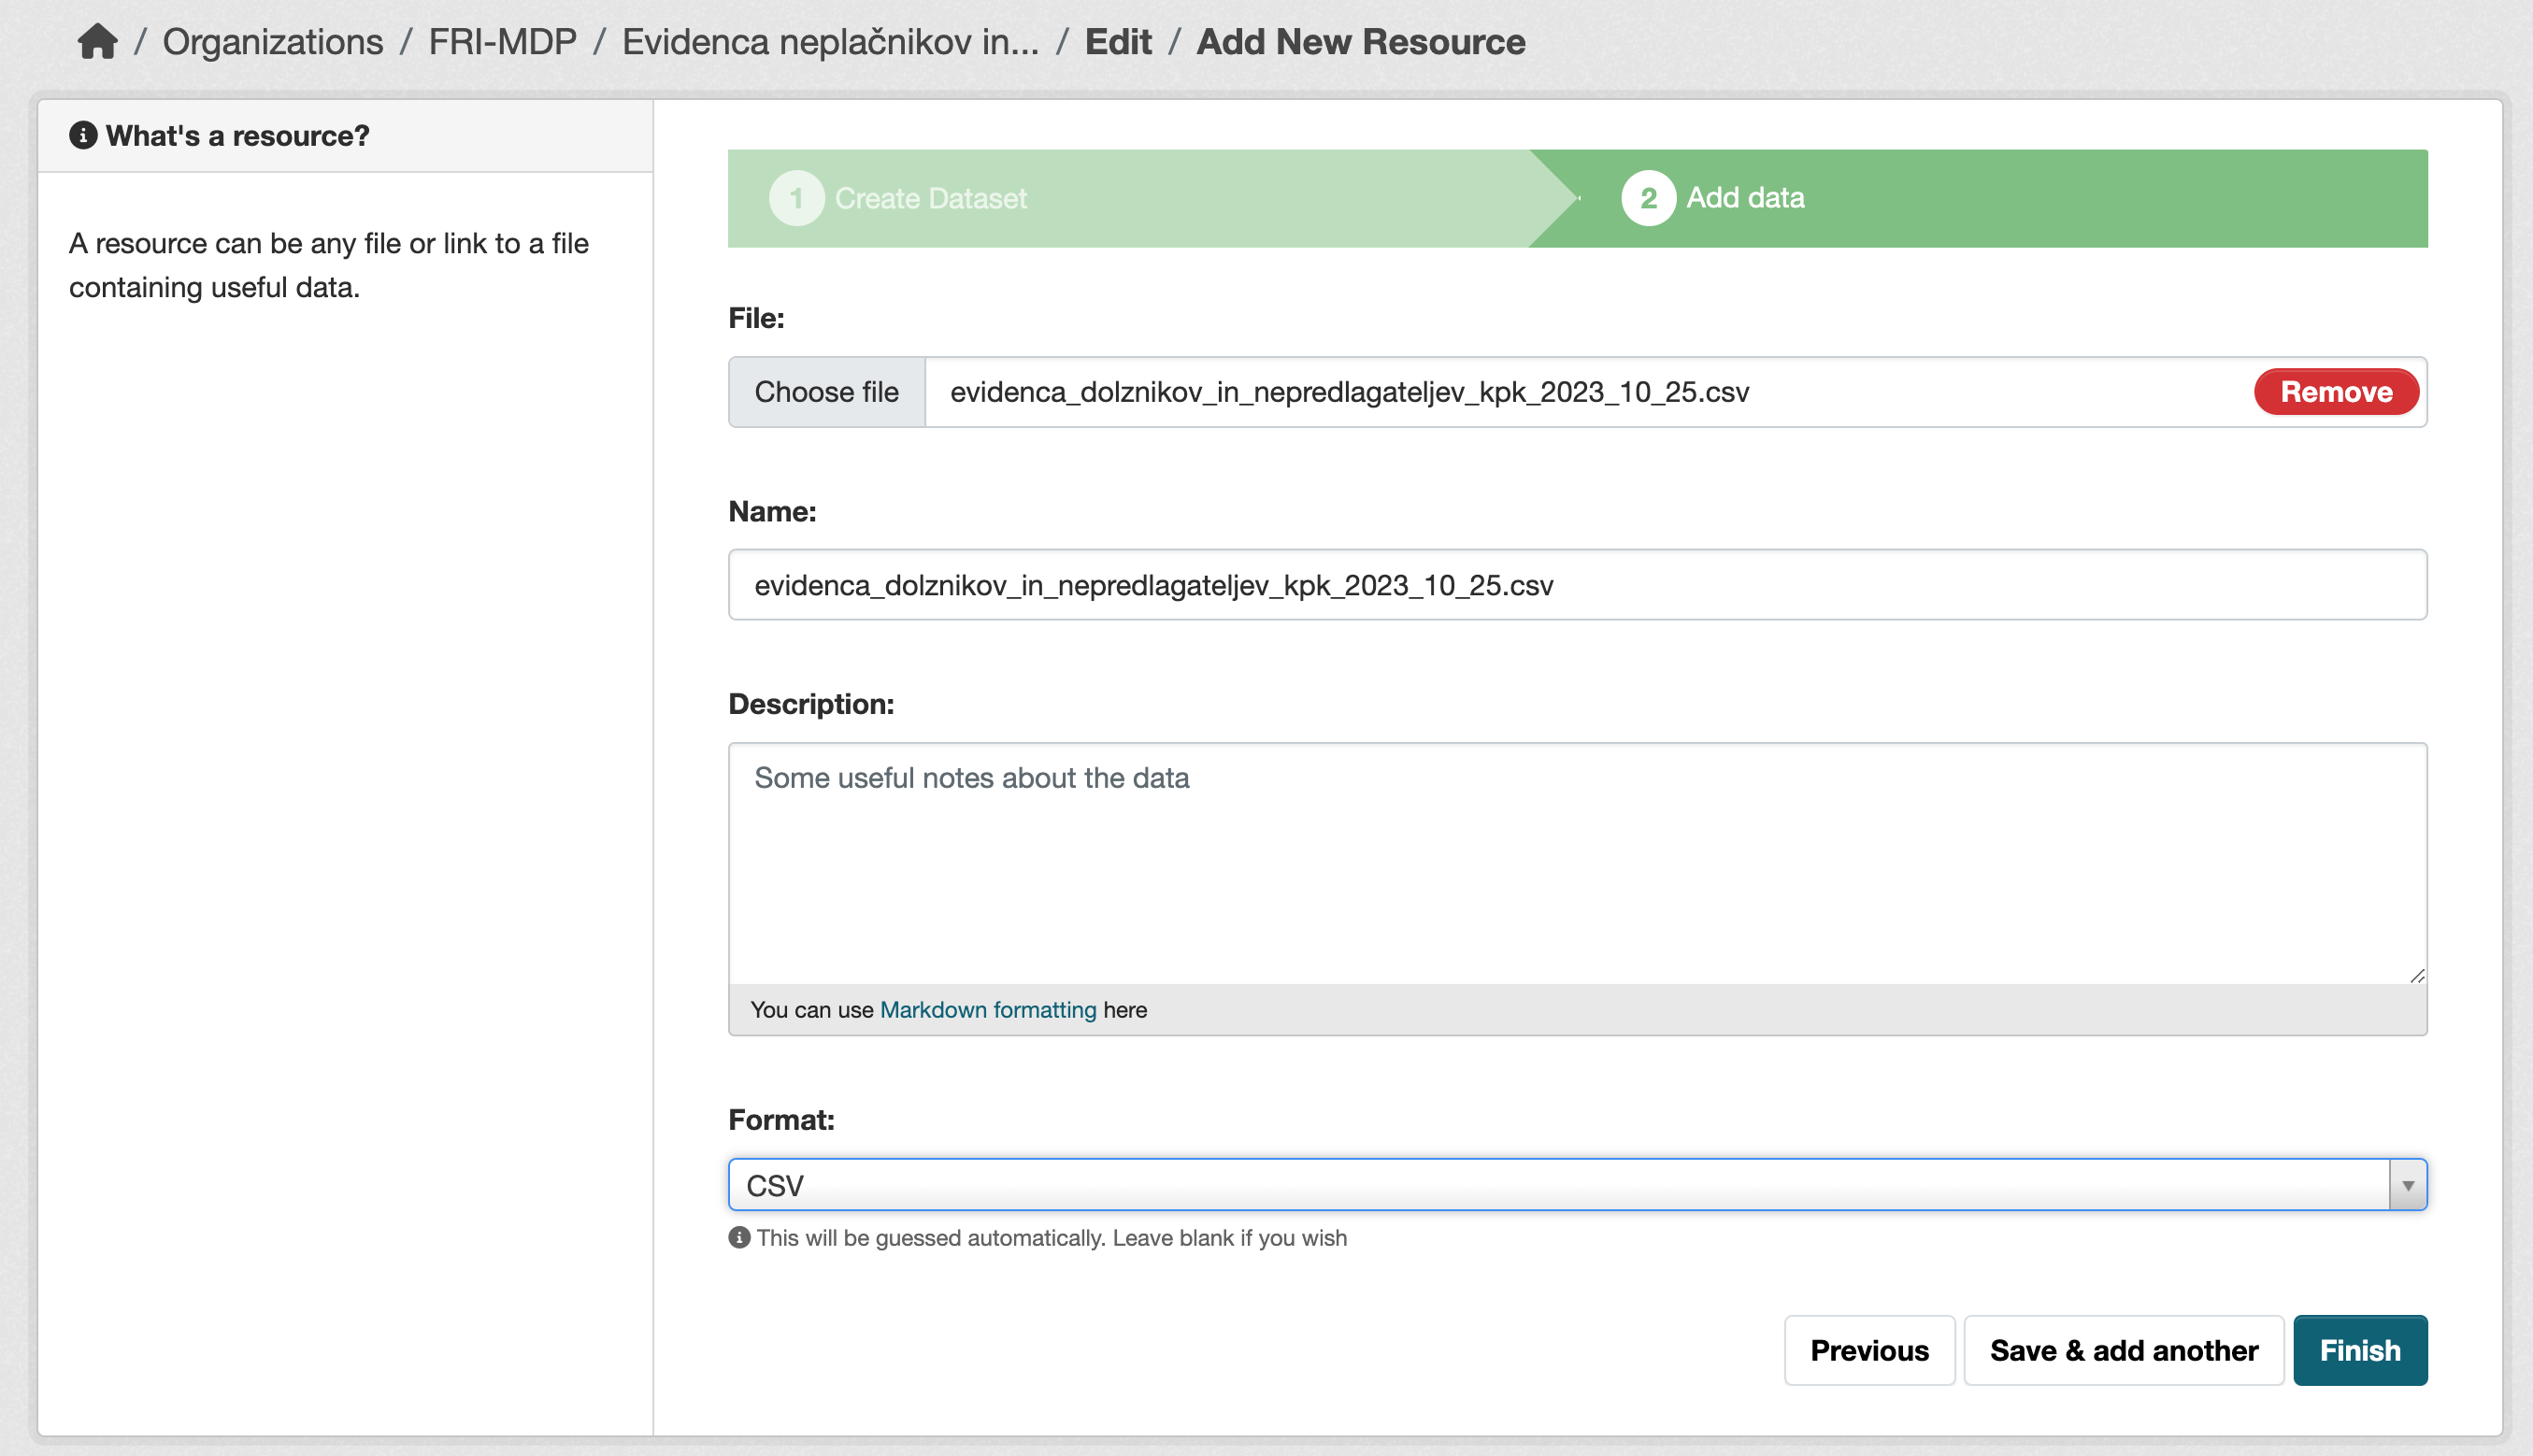 / Organizations / FRI-MDP / Evidenca neplačnikov in... / Edit / Add New Resource
What's a resource?
A resource can be any file or link to a file
containing useful data.
1 Create Dataset
2 Add data
File:
Choose file evidenca_dolznikov_in_nepredlagateljev_kpk_2023_10_25.csv Remove
Name:
evidenca_dolznikov_in_nepredlagateljev_kpk_2023_10_25.csv
Description:
Some useful notes about the data
You can use Markdown formatting here
Format:
CSV
This will be guessed automatically. Leave blank if you wish
Previous Save & add another Finish